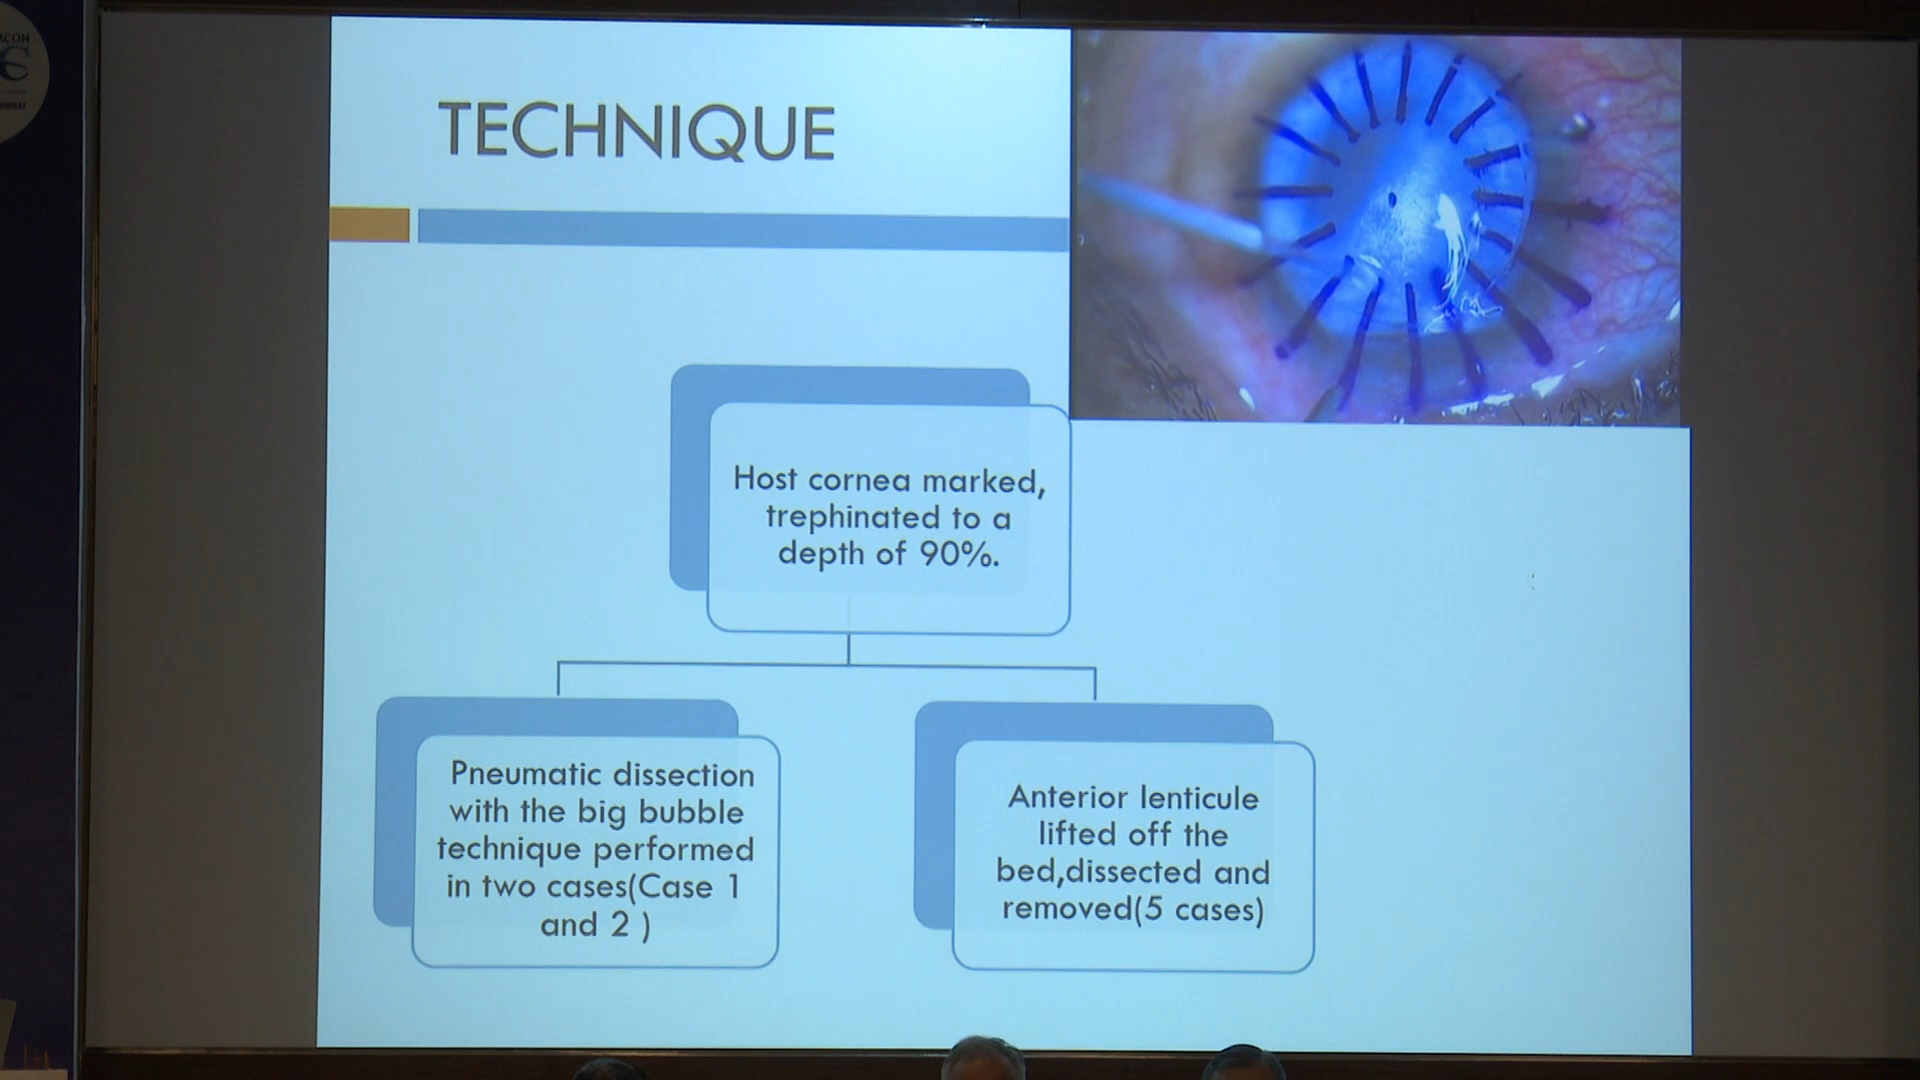 TECHNIQUE
Host cornea marked,
trephinated to a
depth of 90%.
Pneumatic dissection
with the big bubble
technique performed
in two cases(Case 1
and 2 )
Anterior lenticule
lifted off the
bed,dissected and
removed(5 cases)